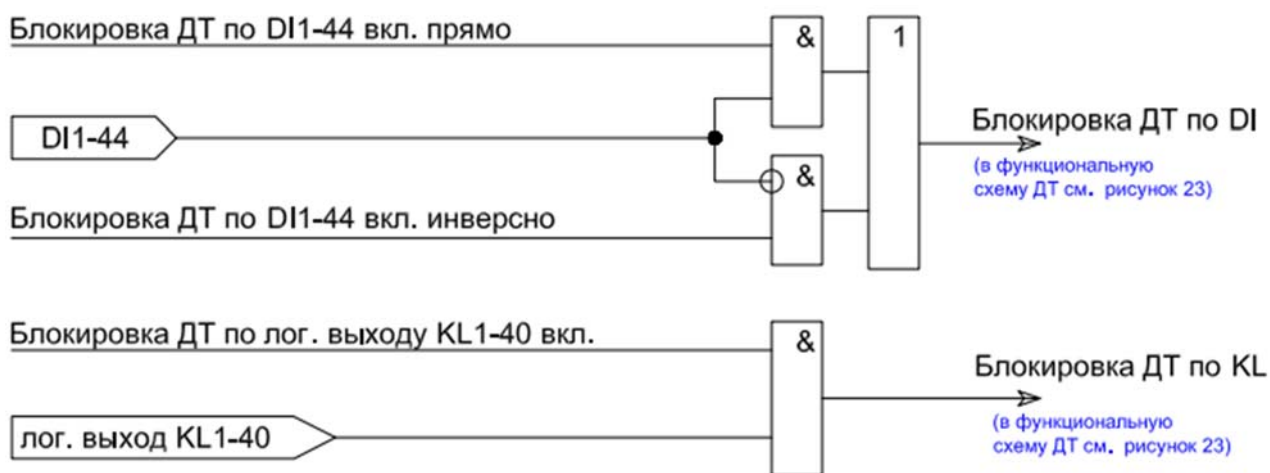 Блокировка ДТ по DI1-44 вкл. прямо
&
1
DI1-44
Блокировка ДТ по DI
(в функциональную
схему ДТ см. рисунок 23)
&
Блокировка ДТ по DI1-44 вкл. инверсно
Блокировка ДТ по лог. выходу KL1-40 вкл.
&
Блокировка ДТ по KL
(в функциональную
схему ДТ см. рисунок 23)
лог. выход KL1-40